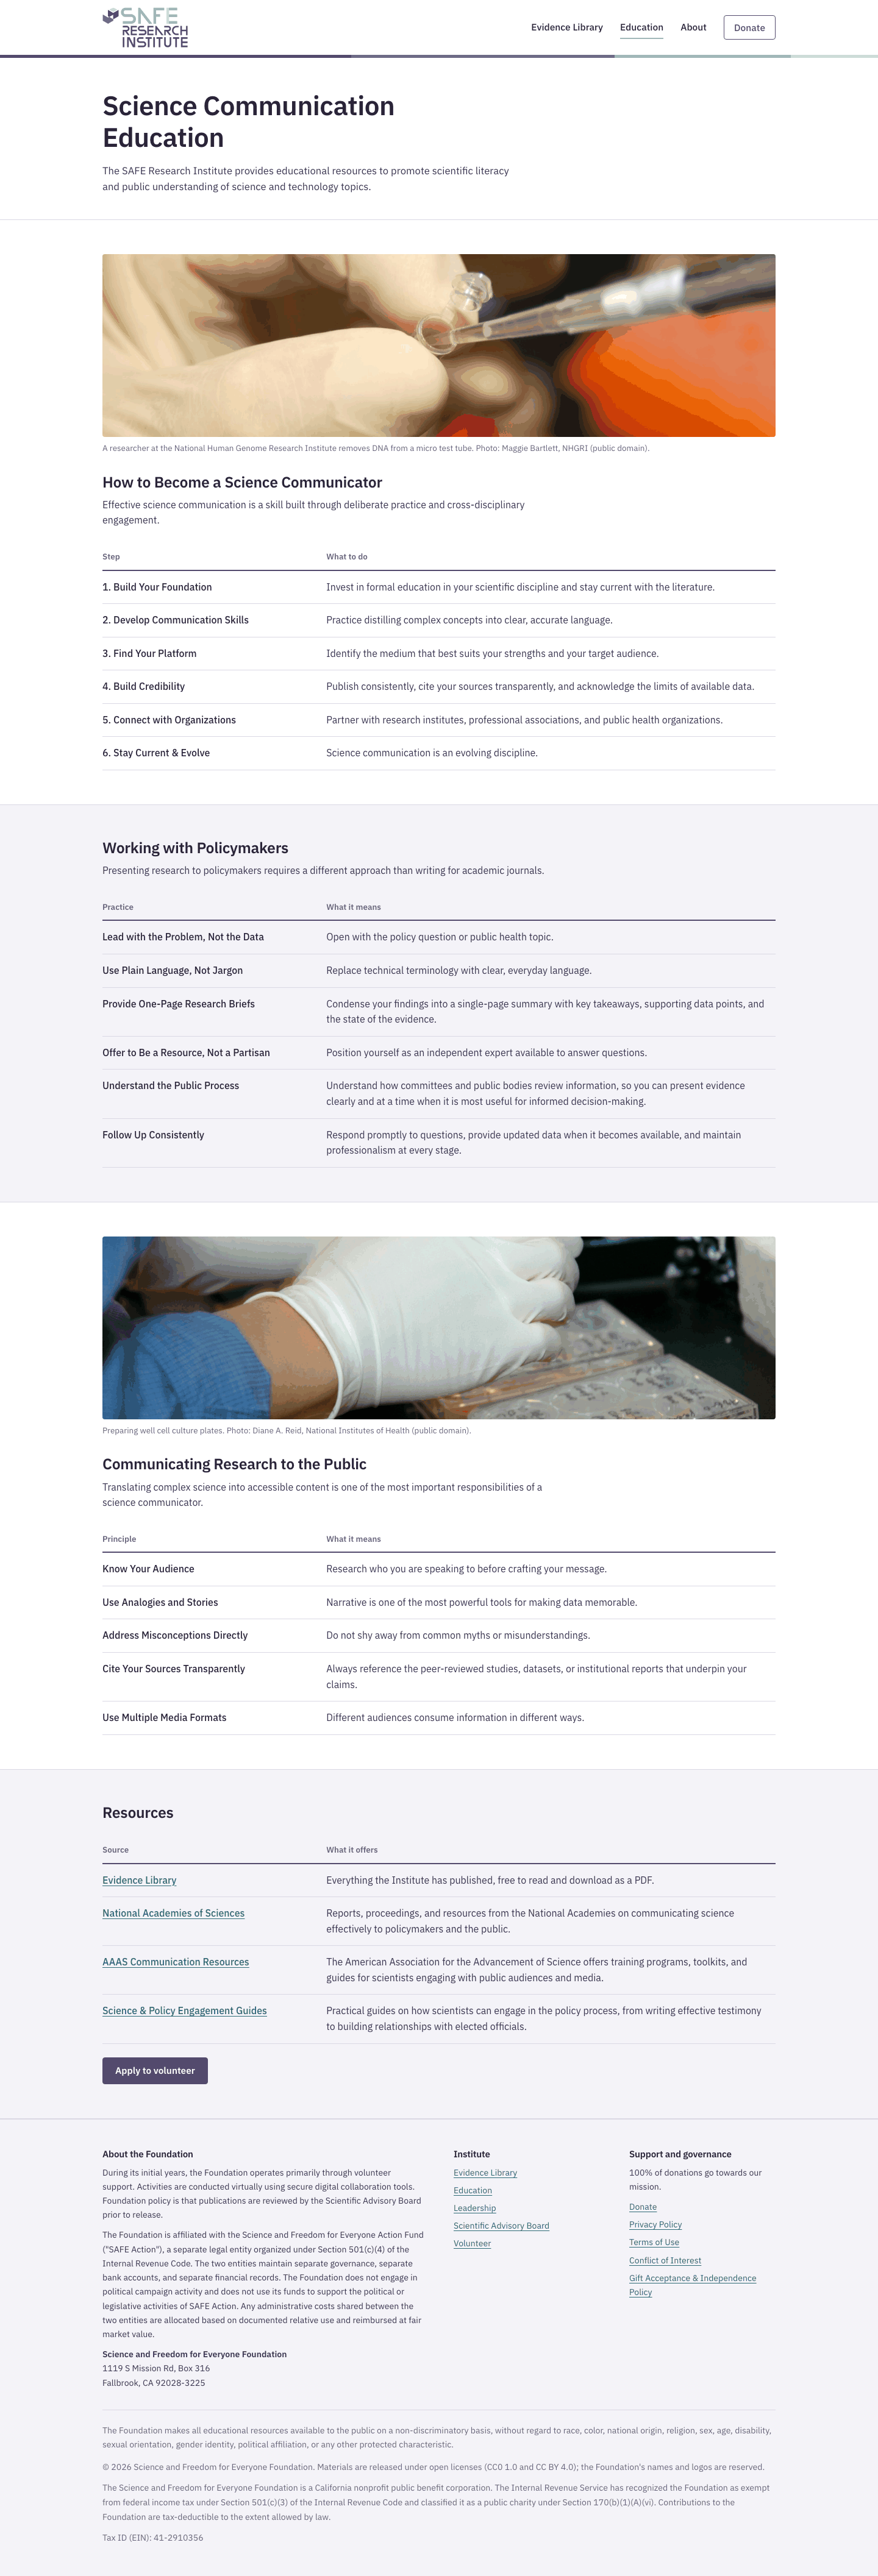 SAFE
RESEARCH
INSTITUTE
Evidence Library
Education
About
Donate
Science Communication
Education
The SAFE Research Institute provides educational resources to promote scientific literacy
and public understanding of science and technology topics.
A researcher at the National Human Genome Research Institute removes DNA from a micro test tube. Photo: Maggie Bartlett, NHGRI (public domain).
How to Become a Science Communicator
Effective science communication is a skill built through deliberate practice and cross-disciplinary
engagement.
Step What to do
1. Build Your Foundation Invest in formal education in your scientific discipline and stay current with the literature.
2. Develop Communication Skills Practice distilling complex concepts into clear, accurate language.
3. Find Your Platform Identify the medium that best suits your strengths and your target audience.
4. Build Credibility Publish consistently, cite your sources transparently, and acknowledge the limits of available data.
5. Connect with Organizations Partner with research institutes, professional associations, and public health organizations.
6. Stay Current & Evolve Science communication is an evolving discipline.
Working with Policymakers
Presenting research to policymakers requires a different approach than writing for academic journals.
Practice What it means
Lead with the Problem, Not the Data Open with the policy question or public health topic.
Use Plain Language, Not Jargon Replace technical terminology with clear, everyday language.
Provide One-Page Research Briefs Condense your findings into a single-page summary with key takeaways, supporting data points, and
the state of the evidence.
Offer to Be a Resource, Not a Partisan Position yourself as an independent expert available to answer questions.
Understand the Public Process Understand how committees and public bodies review information, so you can present evidence
clearly and at a time when it is most useful for informed decision-making.
Follow Up Consistently Respond promptly to questions, provide updated data when it becomes available, and maintain
professionalism at every stage.
Preparing well cell culture plates. Photo: Diane A. Reid, National Institutes of Health (public domain).
Communicating Research to the Public
Translating complex science into accessible content is one of the most important responsibilities of a
science communicator.
Principle What it means
Know Your Audience Research who you are speaking to before crafting your message.
Use Analogies and Stories Narrative is one of the most powerful tools for making data memorable.
Address Misconceptions Directly Do not shy away from common myths or misunderstandings.
Cite Your Sources Transparently Always reference the peer-reviewed studies, datasets, or institutional reports that underpin your
claims.
Use Multiple Media Formats Different audiences consume information in different ways.
Resources
Source What it offers
Evidence Library Everything the Institute has published, free to read and download as a PDF.
National Academies of Sciences Reports, proceedings, and resources from the National Academies on communicating science
effectively to policymakers and the public.
AAAS Communication Resources The American Association for the Advancement of Science offers training programs, toolkits, and
guides for scientists engaging with public audiences and media.
Science & Policy Engagement Guides Practical guides on how scientists can engage in the policy process, from writing effective testimony
to building relationships with elected officials.
Apply to volunteer
About the Foundation
During its initial years, the Foundation operates primarily through volunteer
support. Activities are conducted virtually using secure digital collaboration tools.
Foundation policy is that publications are reviewed by the Scientific Advisory Board
prior to release.
The Foundation is affiliated with the Science and Freedom for Everyone Action Fund
("SAFE Action"), a separate legal entity organized under Section 501(c)(4) of the
Internal Revenue Code. The two entities maintain separate governance, separate
bank accounts, and separate financial records. The Foundation does not engage in
political campaign activity and does not use its funds to support the political or
legislative activities of SAFE Action. Any administrative costs shared between the
two entities are allocated based on documented relative use and reimbursed at fair
market value.
Science and Freedom for Everyone Foundation
1119 S Mission Rd, Box 316
Fallbrook, CA 92028-3225
Institute
Evidence Library
Education
Leadership
Scientific Advisory Board
Volunteer
Support and governance
100% of donations go towards our
mission.
Donate
Privacy Policy
Terms of Use
Conflict of Interest
Gift Acceptance & Independence
Policy
The Foundation makes all educational resources available to the public on a non-discriminatory basis, without regard to race, color, national origin, religion, sex, age, disability,
sexual orientation, gender identity, political affiliation, or any other protected characteristic.
© 2026 Science and Freedom for Everyone Foundation. Materials are released under open licenses (CC0 1.0 and CC BY 4.0); the Foundation's names and logos are reserved.
The Science and Freedom for Everyone Foundation is a California nonprofit public benefit corporation. The Internal Revenue Service has recognized the Foundation as exempt
from federal income tax under Section 501(c)(3) of the Internal Revenue Code and classified it as a public charity under Section 170(b)(1)(A)(vi). Contributions to the
Foundation are tax-deductible to the extent allowed by law.
Tax ID (EIN): 41-2910356